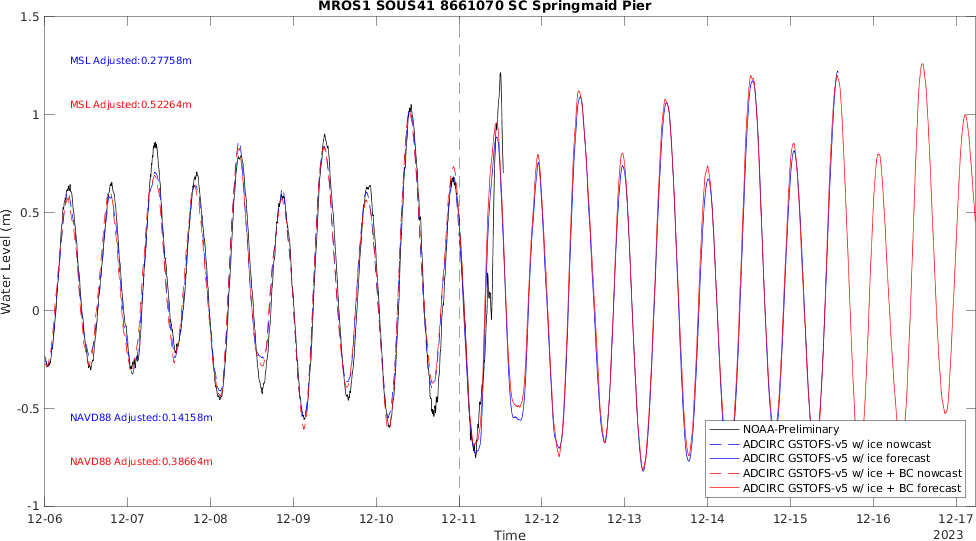 MROS1 SOUS41 8661070 SC Springmaid Pier
1.5
1
0.5
0
-0.5
-1
Water Level (m)
MSL Adjusted:0.27758m
MSL Adjusted:0.52264m
NAVD88 Adjusted:0.14158m
NAVD88 Adjusted:0.38664m
NOAA-Preliminary
ADCIRC GSTOFS-v5 w/ ice nowcast
ADCIRC GSTOFS-v5 w/ ice forecast
ADCIRC GSTOFS-v5 w/ ice + BC nowcast
ADCIRC GSTOFS-v5 w/ ice + BC forecast
12-06 12-07 12-08 12-09 12-10 12-11 12-12 12-13 12-14 12-15 12-16 12-17
Time
2023